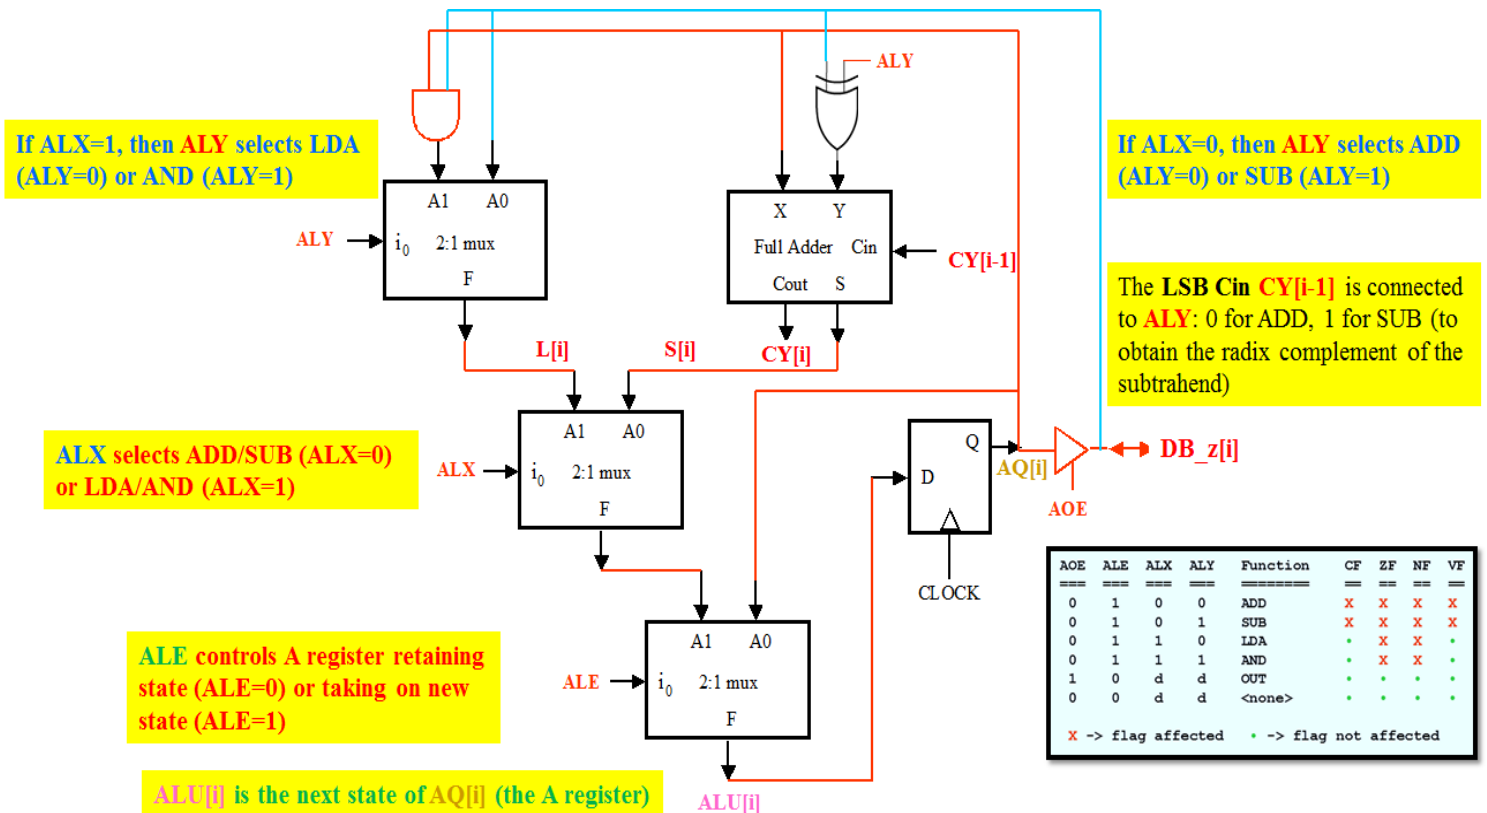 ALY
If ALX=1, then ALY selects LDA
(ALY=0) or AND (ALY=1)
If ALX=0, then ALY selects ADD
(ALY=0) or SUB (ALY=1)
A1 A0
ALY
i0 2:1 mux
F
X Y
Full Adder Cin
Cout S
CY[i-1]
The LSB Cin CY[i-1] is connected
to ALY: 0 for ADD, 1 for SUB (to
obtain the radix complement of the
subtrahend)
L[i]
S[i]
CY[i]
ALX selects ADD/SUB (ALX=0)
or LDA/AND (ALX=1)
A1 A0
ALX
i0 2:1 mux
F
Q
D
CLOCK
AQ[i]
AOE
DB_z[i]
ALE controls A register retaining
state (ALE=0) or taking on new
state (ALE=1)
A1 A0
ALE
i0 2:1 mux
F
ALU[i] is the next state of AQ[i] (the A register)
ALU[i]
AOE ALE ALX ALY Function CF ZF NF VF
=== === === === ======== == == == ==
0 1 0 0 ADD X X X X
0 1 0 1 SUB X X X X
0 1 1 0 LDA • X X •
0 1 1 1 AND • X X •
1 0 d d OUT • • • •
0 0 d d <none> • • • •
X -> flag affected • -> flag not affected